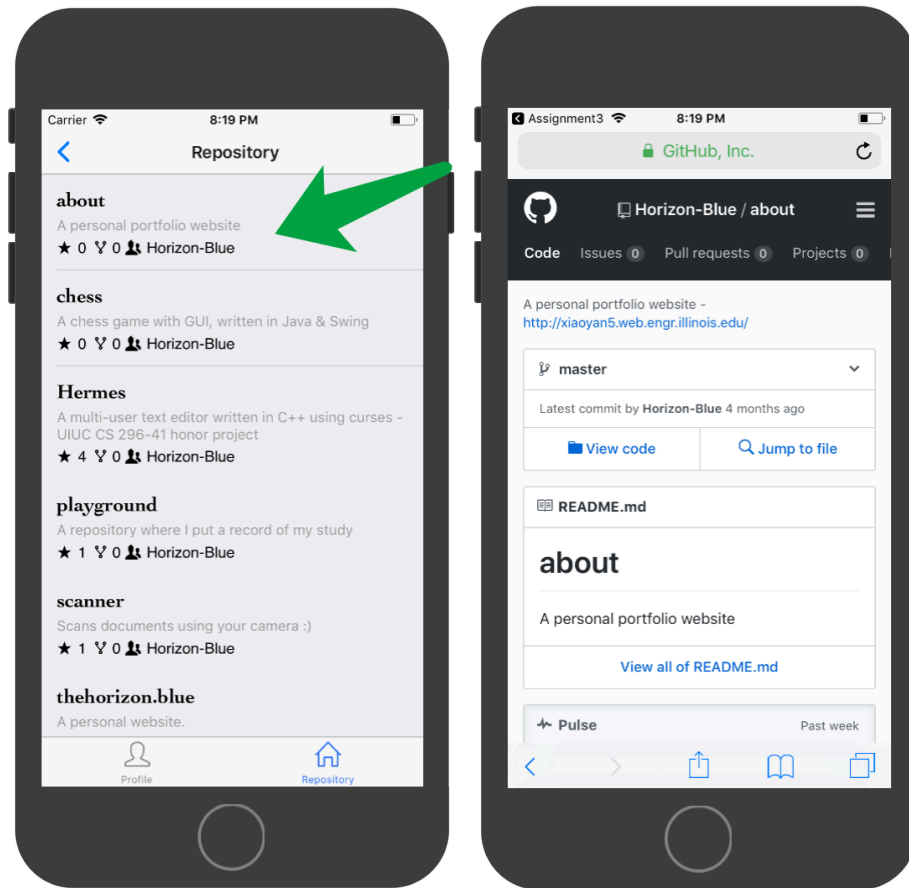 Carrier 8:19 PM
Repository
about
A personal portfolio website
★ 0 0 Horizon-Blue
chess
A chess game with GUI, written in Java & Swing
★ 0 0 Horizon-Blue
Hermes
A multi-user text editor written in C++ using curses -
UIUC CS 296-41 honor project
★ 4 0 Horizon-Blue
playground
A repository where I put a record of my study
★ 1 0 Horizon-Blue
scanner
Scans documents using your camera :)
★ 1 0 Horizon-Blue
thehorizon.blue
A personal website.
Profile Repository
Assignment3 8:19 PM
GitHub, Inc.
Horizon-Blue / about
Code Issues 0 Pull requests 0 Projects 0
A personal portfolio website -
http://xiaoyan5.web.engr.illinois.edu/
master
Latest commit by Horizon-Blue 4 months ago
View code Jump to file
README.md
about
A personal portfolio website
View all of README.md
Pulse Past week